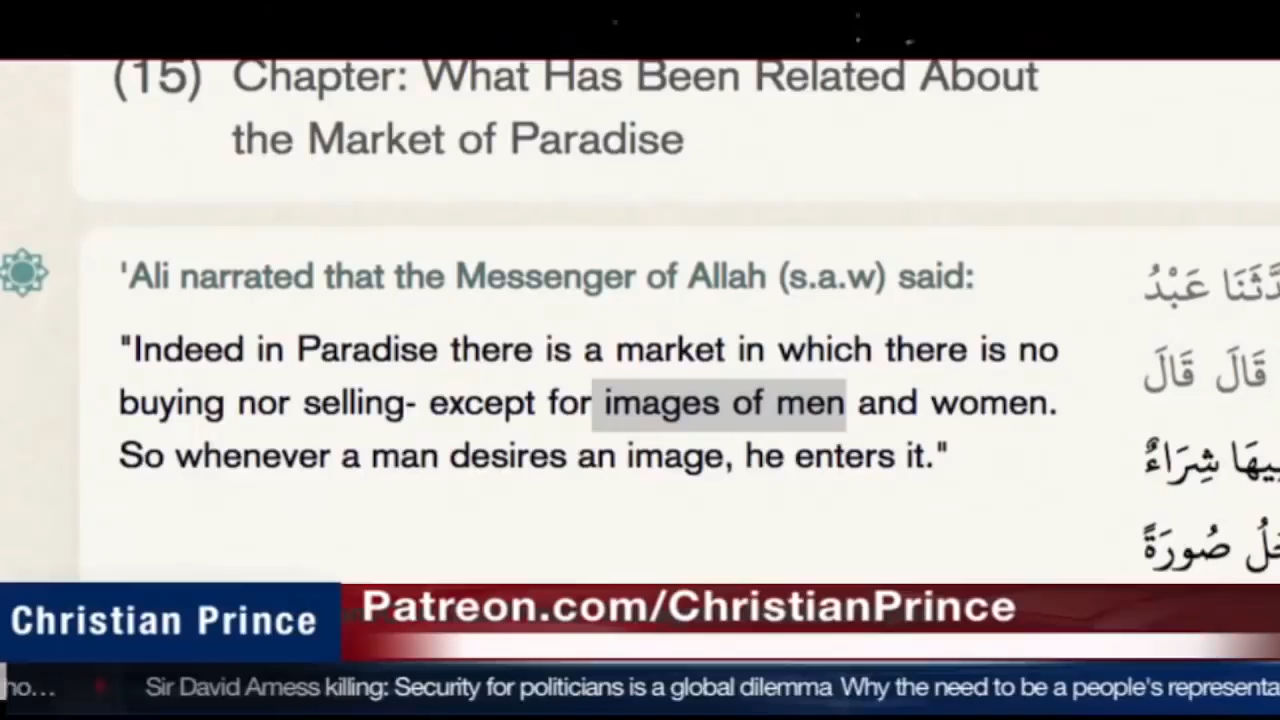 (15) Chapter: What Has Been Related About
the Market of Paradise
'Ali narrated that the Messenger of Allah (s.a.w) said:
"Indeed in Paradise there is a market in which there is no
buying nor selling- except for images of men and women.
So whenever a man desires an image, he enters it."
عَبْدُ
قَالَ قَالَ
شِرَاءٌ
صُورَةً
Christian Prince
Patreon.com/ChristianPrince
Sir David Amess killing: Security for politicians is a global dilemma Why the need to be a people's